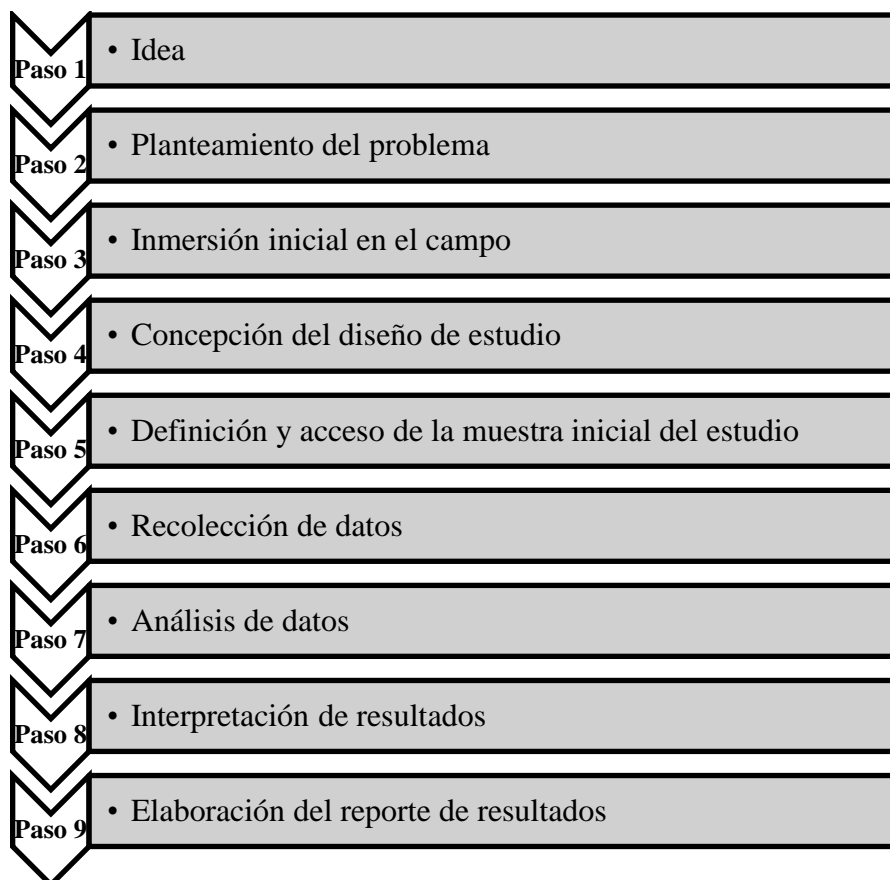 Paso 1
• Idea
Paso 2
• Planteamiento del problema
Paso 3
• Inmersión inicial en el campo
Paso 4
• Concepción del diseño de estudio
Paso 5
• Definición y acceso de la muestra inicial del estudio
Paso 6
• Recolección de datos
Paso 7
• Análisis de datos
Paso 8
• Interpretación de resultados
Paso 9
• Elaboración del reporte de resultados